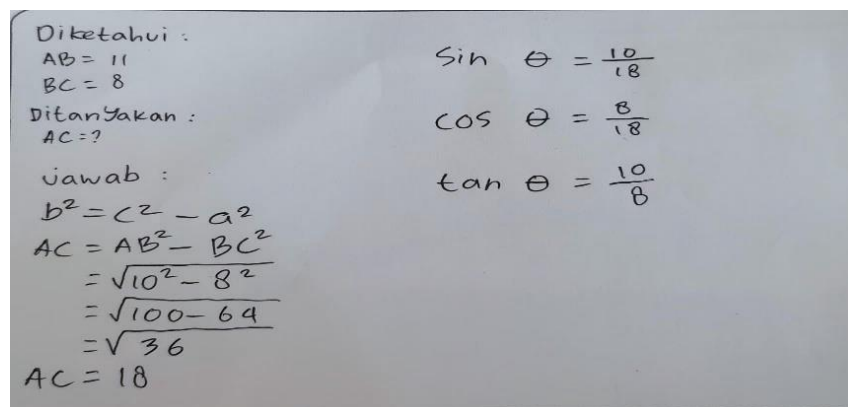 Diketahui :
AB = 11
BC = 8
Ditanyakan :
AC = ?
Jawab :
b² = c² - a²
AC = AB² - BC²
= √10² - 8²
= √100 - 64
= √36
AC = 18
Sin θ = 10/18
cos θ = 8/18
tan θ = 10/8